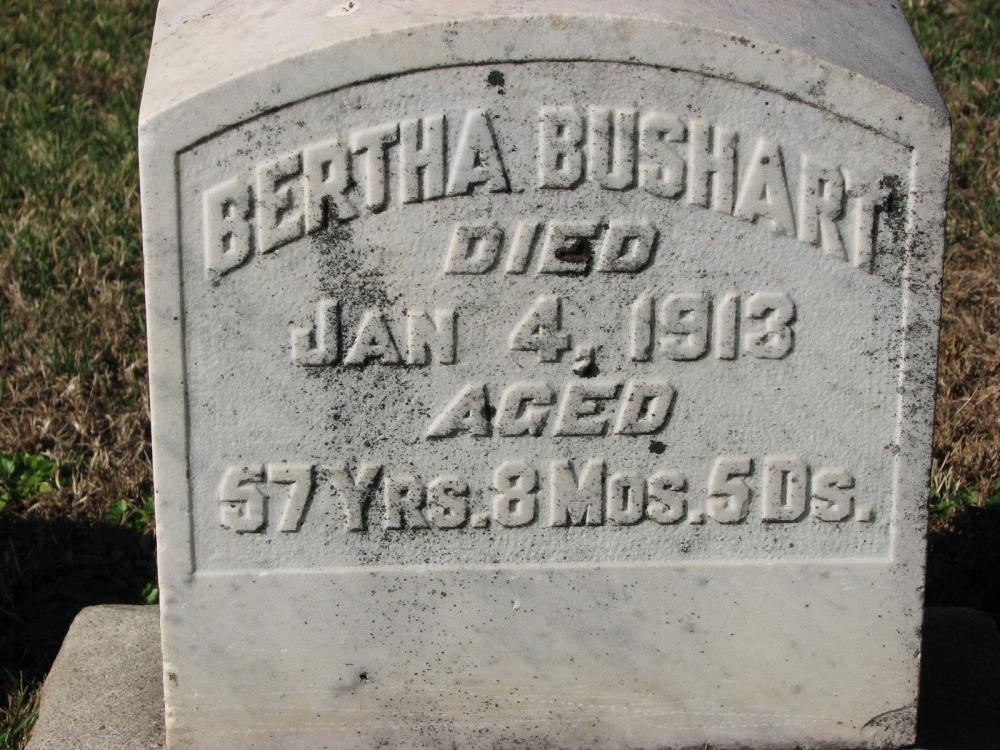 BERTHA BUSHART
DIED
JAN 4, 1913
AGED
57 YRS. 8 MOS. 5 DS.